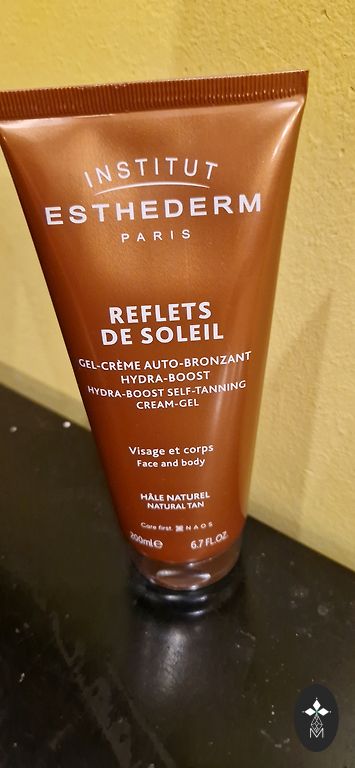 INSTITUT
ESTHEDERM
PARIS
REFLETS
DE SOLEIL
GEL-CRÈME AUTO-BRONZANT
HYDRA-BOOST
HYDRA-BOOST SELF-TANNING
CREAM-GEL
Visage et corps
Face and body
HÂLE NATUREL
NATURAL TAN
Care first. NAOS
200ml℮ 6.7 FL.OZ.
M